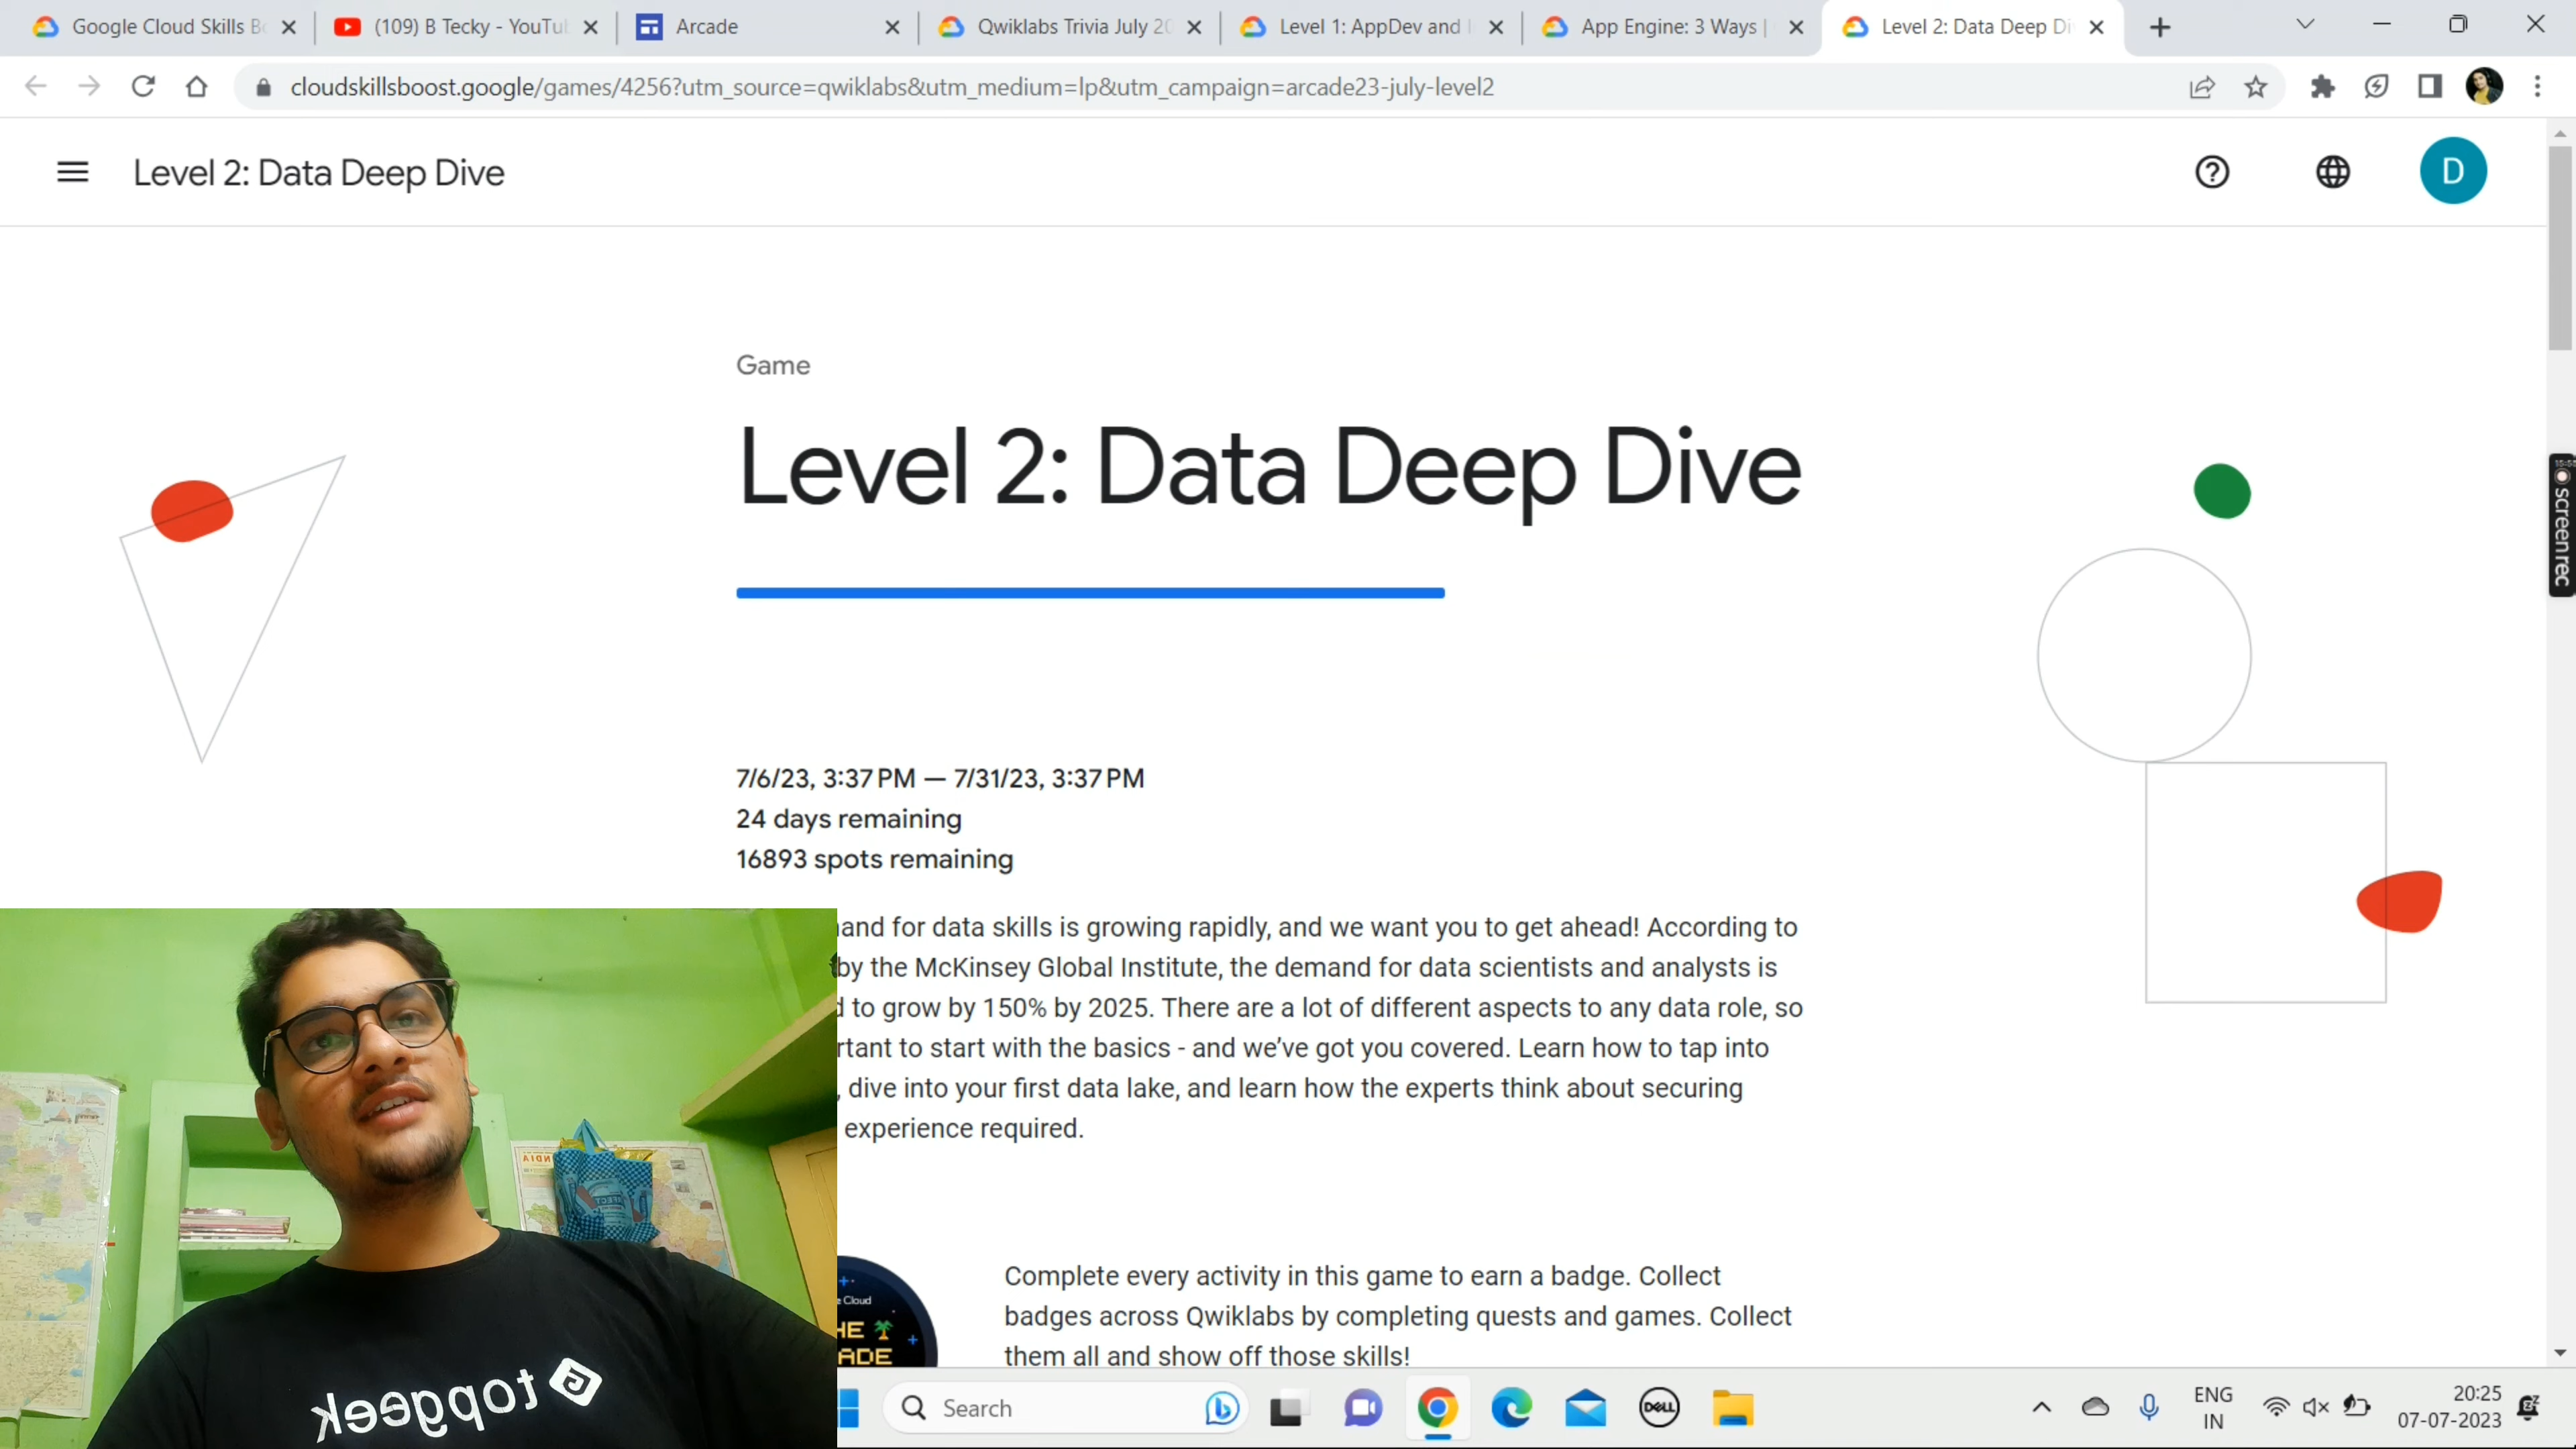 Google Cloud Skills Bo
(109) B Tecky - YouTub
Arcade
Qwiklabs Trivia July 20
Level 1: AppDev and I
App Engine: 3 Ways |
Level 2: Data Deep Di
cloudskillsboost.google/games/4256?utm_source=qwiklabs&utm_medium=lp&utm_campaign=arcade23-july-level2
Level 2: Data Deep Dive
D
Game
Level 2: Data Deep Dive
screenrec
7/6/23, 3:37 PM — 7/31/23, 3:37 PM
24 days remaining
16893 spots remaining
and for data skills is growing rapidly, and we want you to get ahead! According to
by the McKinsey Global Institute, the demand for data scientists and analysts is
d to grow by 150% by 2025. There are a lot of different aspects to any data role, so
rtant to start with the basics - and we’ve got you covered. Learn how to tap into
, dive into your first data lake, and learn how the experts think about securing
experience required.
INDIA
Complete every activity in this game to earn a badge. Collect
badges across Qwiklabs by completing quests and games. Collect
them all and show off those skills!
e Cloud
HE
ADE
topgeek
Search
DELL
ENG
IN
20:25
07-07-2023